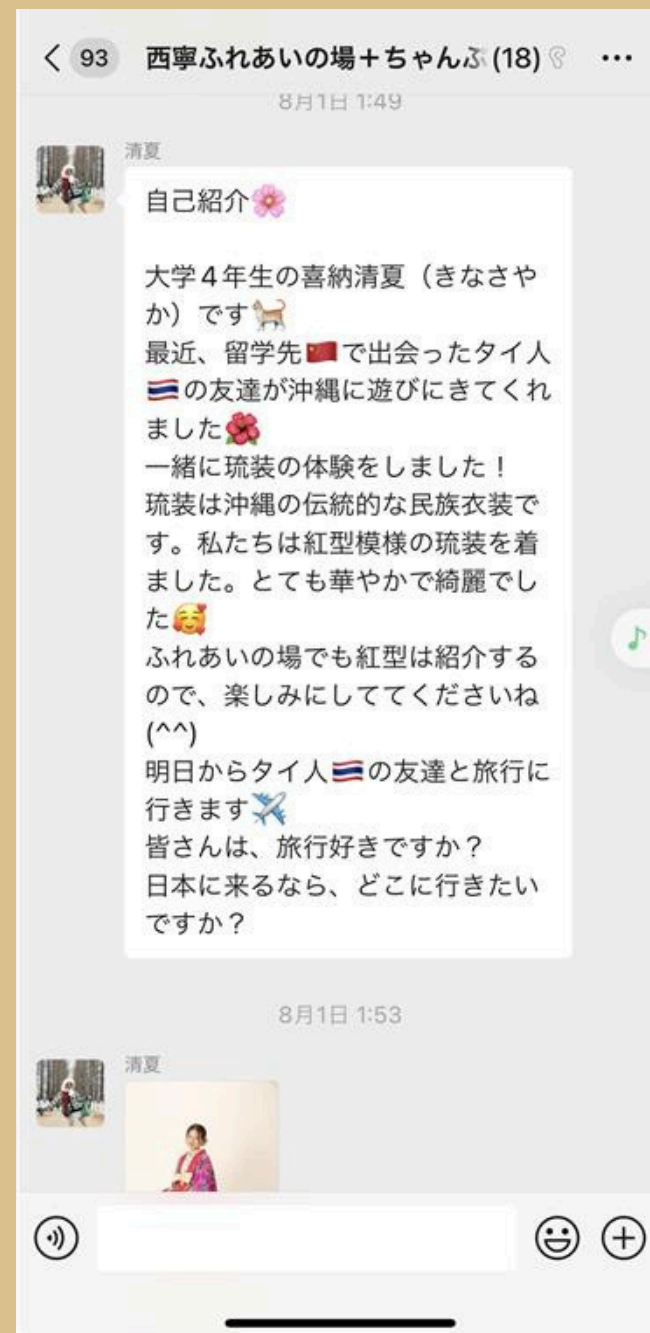 93 西寧ふれあいの場+ちゃんぷ(18)
8月1日 1:49
清夏
自己紹介🌸
大学4年生の喜納清夏（きなさや
か）です🐈
最近、留学先🇨🇳で出会ったタイ人
🇹🇭の友達が沖縄に遊びにきてくれ
ました🌺
一緒に琉装の体験をしました！
琉装は沖縄の伝統的な民族衣装で
す。私たちは紅型模様の琉装を着
ました。とても華やかで綺麗でし
た🥰
ふれあいの場でも紅型は紹介する
ので、楽しみにしててくださいね
(^^)
明日からタイ人🇹🇭の友達と旅行に
行きます✈️
皆さんは、旅行好きですか？
日本に来るなら、どこに行きたい
ですか？
8月1日 1:53
清夏